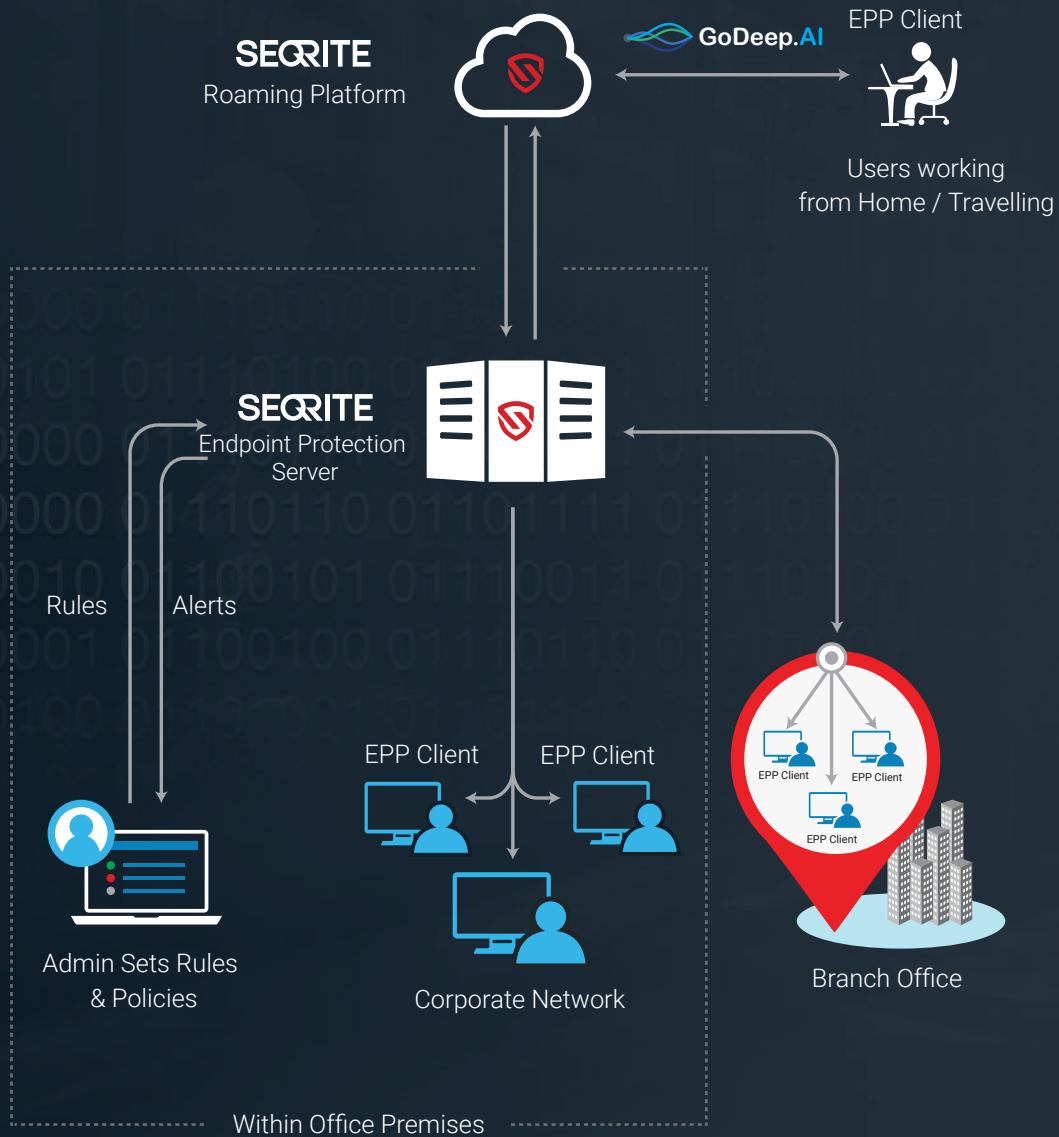 SEQRITE
Roaming Platform
GoDeep.AI
EPP Client
Users working
from Home / Travelling
SEQRITE
Endpoint Protection
Server
Rules
Alerts
EPP Client
EPP Client
EPP Client
EPP Client
EPP Client
Admin Sets Rules
& Policies
Corporate Network
Branch Office
Within Office Premises